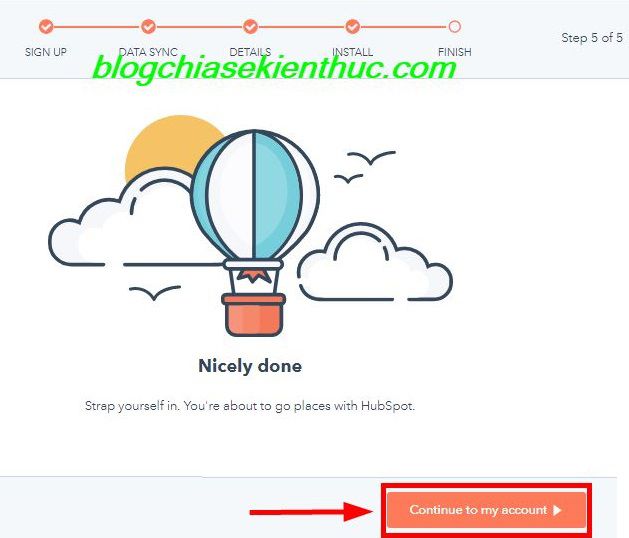 SIGN UP DATA SYNC DETAILS INSTALL FINISH Step 5 of 5
blogchiasekienthuc.com
Nicely done
Strap yourself in. You're about to go places with HubSpot.
Continue to my account